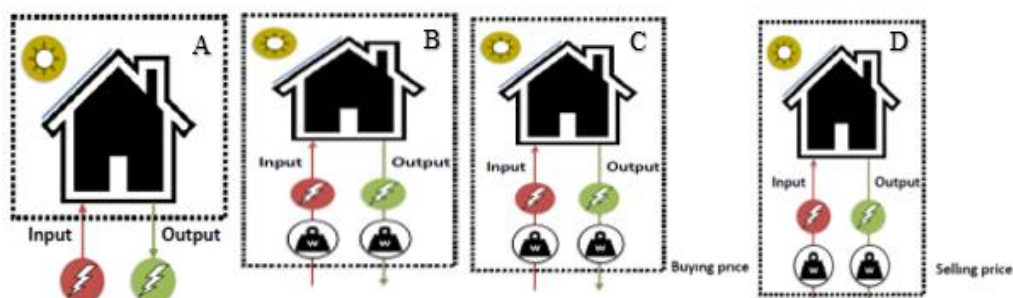 A
Input
Output
B
Input
Output
W
W
C
Input
Output
W
W
Buying price
D
Input
Output
W
W
Selling price